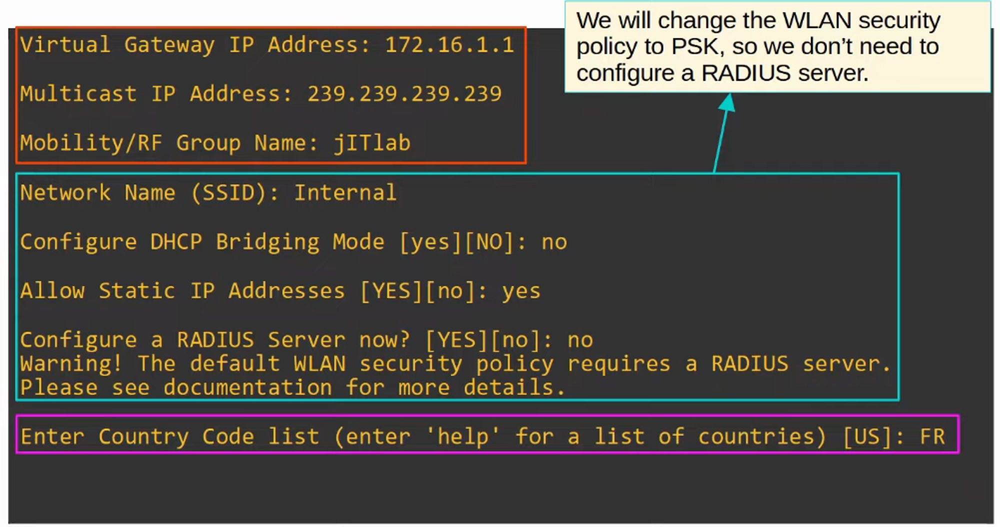 We will change the WLAN security
policy to PSK, so we don’t need to
configure a RADIUS server.
Virtual Gateway IP Address: 172.16.1.1
Multicast IP Address: 239.239.239.239
Mobility/RF Group Name: jITlab
Network Name (SSID): Internal
Configure DHCP Bridging Mode [yes][NO]: no
Allow Static IP Addresses [YES][no]: yes
Configure a RADIUS Server now? [YES][no]: no
Warning! The default WLAN security policy requires a RADIUS server.
Please see documentation for more details.
Enter Country Code list (enter 'help' for a list of countries) [US]: FR